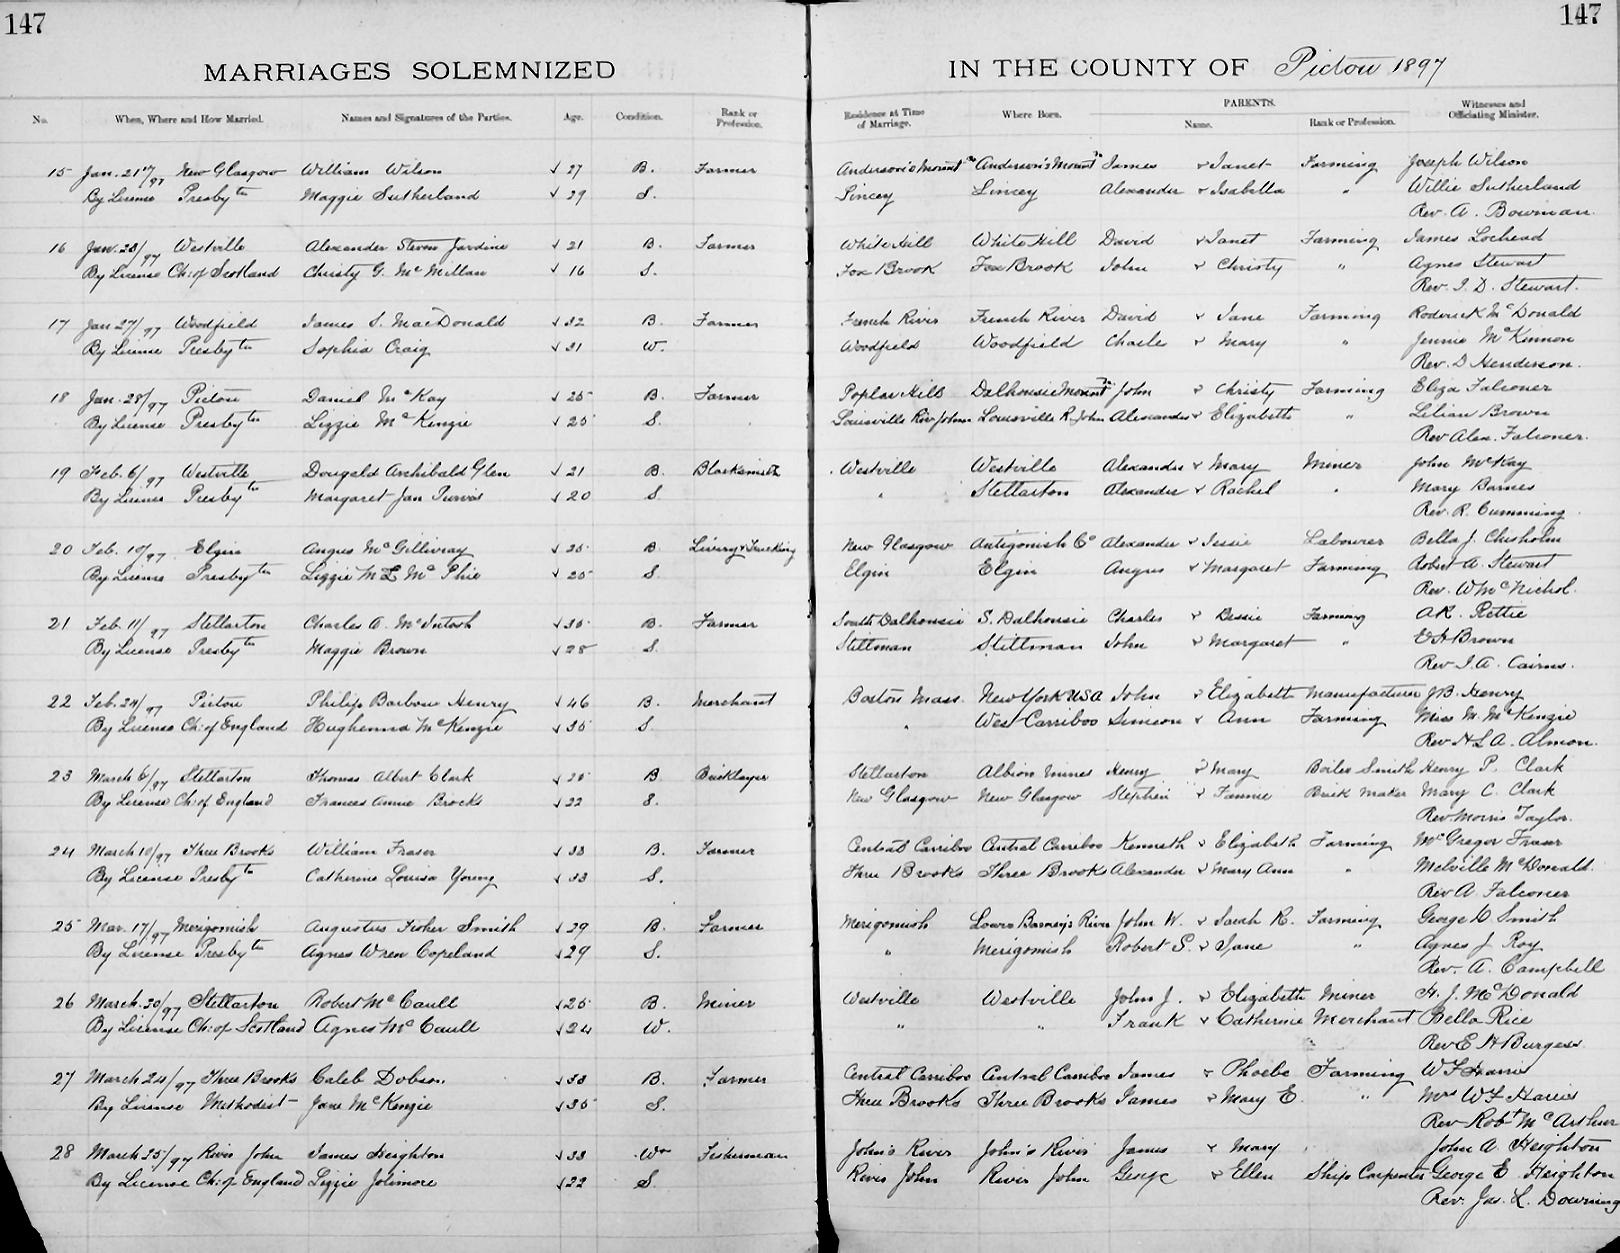 147
147
MARRIAGES SOLEMNIZED IN THE COUNTY OF Pictou 1897
No. When, Where and How Married. Names and Signatures of the Parties. Age. Condition. Rank or Profession. Residence at Time of Marriage. Where Born. PARENTS. Name. Rank or Profession. Witnesses and Officiating Minister.
15 Jan. 21st/97 New Glasgow William Wilson √ 27 B. Farmer Anderson's Mountn Anderson's Mountn James & Janet Farming Joseph Wilson
By License Presbytn Maggie Sutherland √ 29 S. Lincey Lincey Alexander & Isabella " Willie Sutherland
Rev. A. Bowman.
16 Jan. 23/97 Westville Alexander Steven Jardine √ 21 B. Farmer White Hill White Hill David & Janet Farming James Lochead
By License Ch: of Scotland Christy G. McMillan √ 16 S. Fox Brook Fox Brook John & Christy " Agnes Stewart
Rev. I. D. Stewart.
17 Jan 27/97 Woodfield James S. MacDonald √ 32 B. Farmer French River French River David & Jane Farming Roderick McDonald
By License Presbytn Sophia Craig √ 31 W. Woodfield Woodfield Charles & Mary " Jennie McKinnon
Rev. D Henderson.
18 Jan. 28/97 Pictou Daniel McKay √ 25 B. Farmer Poplar Hill Dalhousie Mountn John & Christy Farming Eliza Falconer
By License Presbytn Lizzie McKenzie √ 25 S. Louisville Riv John Louisville R. John Alexander & Elizabeth " Lilian Brown
Rev Alex. Falconer.
19 Feb. 6/97 Westville Dougald Archibald Glen √ 21 B. Blacksmith Westville Westville Alexander & Mary Miner John McKay
By License Presbytn Margaret Jan Purvis √ 20 S. " Stellarton Alexander & Rachel " Mary Barnes
Rev. R. Cumming
20 Feb. 10/97 Elgin Angus McGillivray √ 25 B. Livery & Trucking New Glasgow Antigonish Co Alexander & Jessie Labourer Bella J. Chisholm
By License Presbytn Lizzie M L McPhie √ 25 S. Elgin Elgin Angus & Margaret Farming Robert A. Stewart
Rev. W McNichol.
21 Feb. 11/97 Stellarton Charles A. McIntosh √ 35 B. Farmer South Dalhousie S. Dalhousie Charles & Dessie Farming A R. Pettie
By License Presbytn Maggie Brown √ 28 S. Stillman Stillman John & Margaret " E H Brown
Rev. J. A. Cairns.
22 Feb. 24/97 Pictou Philip Barbour Henry √ 46 B. Merchant Boston Mass. New York USA John & Elizabeth Manufacturer J B. Henry
By License Ch: of England Hughenna McKenzie √ 35 S. " West Carriboo Simeon & Ann Farming Miss M. McKenzie
Rev H L A. Almon.
23 March 6/97 Stellarton Thomas Albert Clark √ 25 B. Bricklayer Stellarton Albion Mines Henry & Mary Boiler Smith Henry P. Clark
By License Ch: of England Frances Annie Brooks √ 22 S. New Glasgow New Glasgow Stephen & Fannie Brick Maker Mary C. Clark
Rev Morris Taylor.
24 March 10/97 Three Brooks William Fraser √ 33 B. Farmer Central Carriboo Central Carriboo Kenneth & Elizabeth Farming McGregor Fraser
By License Presbytn Catherine Louisa Young √ 33 S. Three Brooks Three Brooks Alexander & Mary Ann " Melville McDonald.
Rev A. Falconer
25 Mar. 17/97 Merigomish Augustus Fisher Smith √ 29 B. Farmer Merigomish Lower Barney's River John W. & Sarah R. Farming George Smith
By License Presbytn Agnes Wren Copeland √ 29 S. " Merigomish Robert S. & Jane " Agnes J Roy
Rev. A. Campbell
26 March. 20/97 Stellarton Robert McCaull √ 25 B. Miner Westville Westville John J. & Elizabeth Miner H. J. McDonald
By License Ch: of Scotland Agnes McCaull √ 24 W. " " Frank & Catherine Merchant Bella Rice
Rev E H Burgess
27 March 24/97 Three Brooks Caleb Dobson √ 33 B. Farmer Central Carriboo Central Carriboo James & Phoebe Farming W F Harris
By License Methodist Jane McKenzie √ 35 S. Three Brooks Three Brooks James & Mary E. " Mrs W F Harris
Rev Robt McArthur
28 March 25/97 River John James Heighton √ 33 Wr Fisherman John's River John's River James & Mary John A. Heighton
By License Ch: of England Lizzie Jolimore √ 22 S. River John River John George & Ellen Ship Carpenter George E Heighton
Rev. Jas. L. Downing